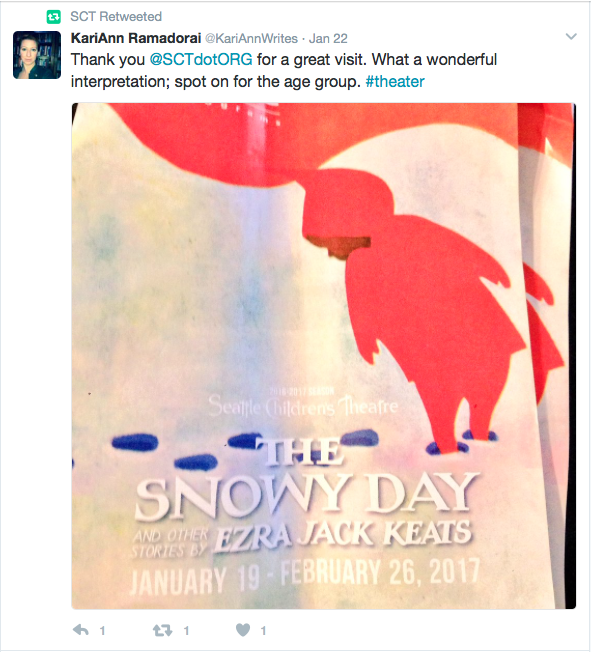 SCT Retweeted
KariAnn Ramadorai @KariAnnWrites · Jan 22
Thank you @SCTdotORG for a great visit. What a wonderful
interpretation; spot on for the age group. #theater
2016-2017 SEASON
Seattle Children's Theatre
THE
SNOWY DAY
AND OTHER
STORIES BY
EZRA JACK KEATS
JANUARY 19 - FEBRUARY 26, 2017
1 1 1